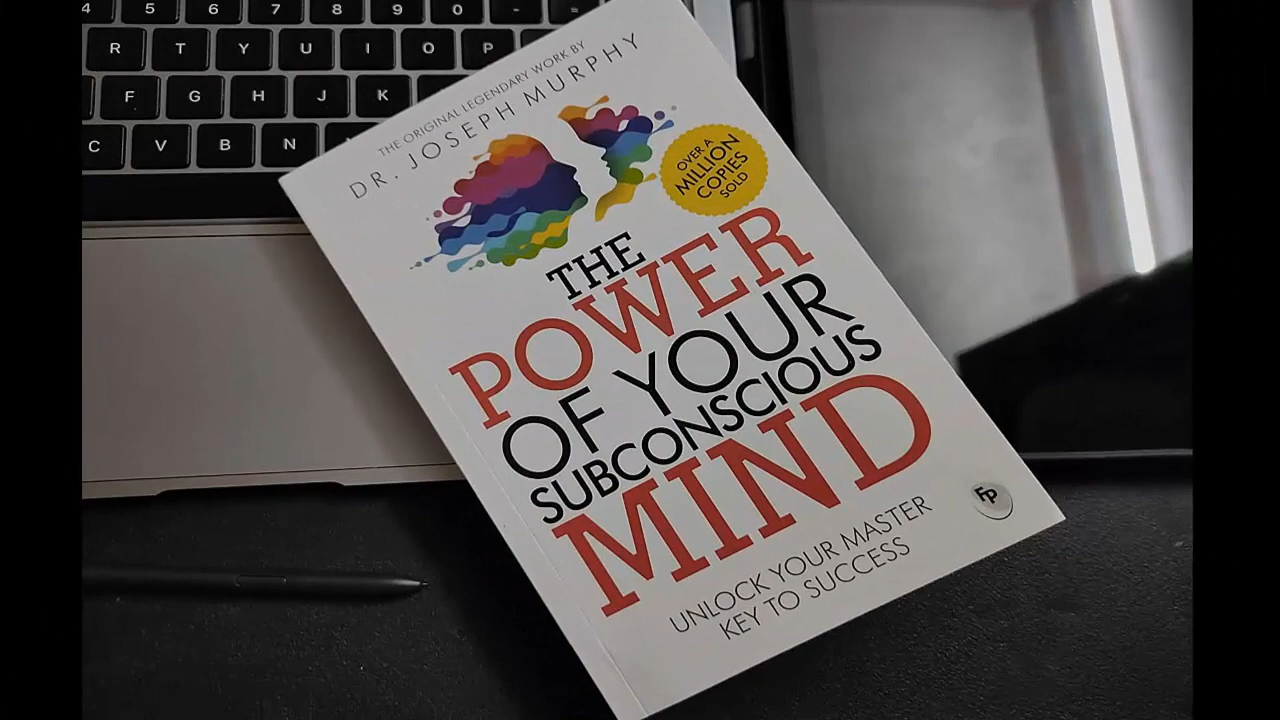 4 5 6 7 8 9 0 - =
R T Y U I O P
F G H J K
C V B N
THE ORIGINAL LEGENDARY WORK BY
DR. JOSEPH MURPHY
OVER A
MILLION
COPIES
SOLD
THE
POWER
OF YOUR
SUBCONSCIOUS
MIND
UNLOCK YOUR MASTER
KEY TO SUCCESS
FP